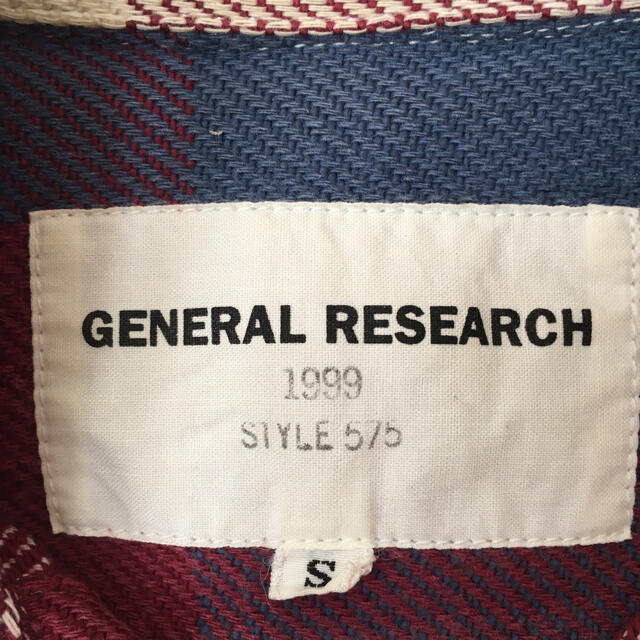 GENERAL RESEARCH
1999
STYLE 575
S